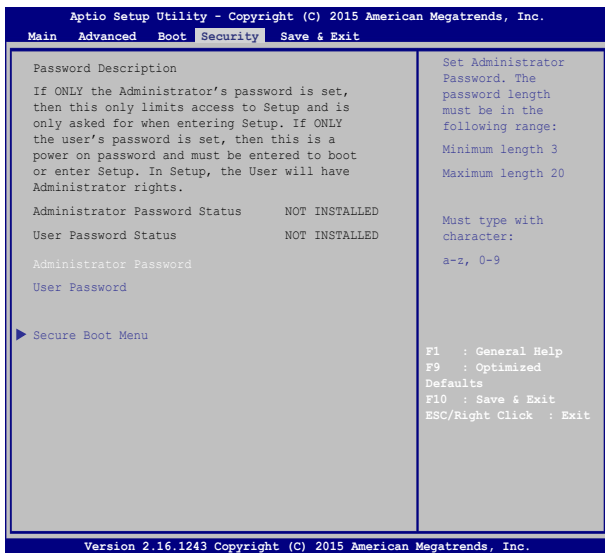 Aptio Setup Utility - Copyright (C) 2015 American Megatrends, Inc.
Main Advanced Boot Security Save & Exit
Password Description
If ONLY the Administrator's password is set,
then this only limits access to Setup and is
only asked for when entering Setup. If ONLY
the user's password is set, then this is a
power on password and must be entered to boot
or enter Setup. In Setup, the User will have
Administrator rights.
Administrator Password Status NOT INSTALLED
User Password Status NOT INSTALLED
Administrator Password
User Password
Secure Boot Menu
Set Administrator
Password. The
password length
must be in the
following range:
Minimum length 3
Maximum length 20
Must type with
character:
a-z, 0-9
F1 : General Help
F9 : Optimized
Defaults
F10 : Save & Exit
ESC/Right Click : Exit
Version 2.16.1243 Copyright (C) 2015 American Megatrends, Inc.